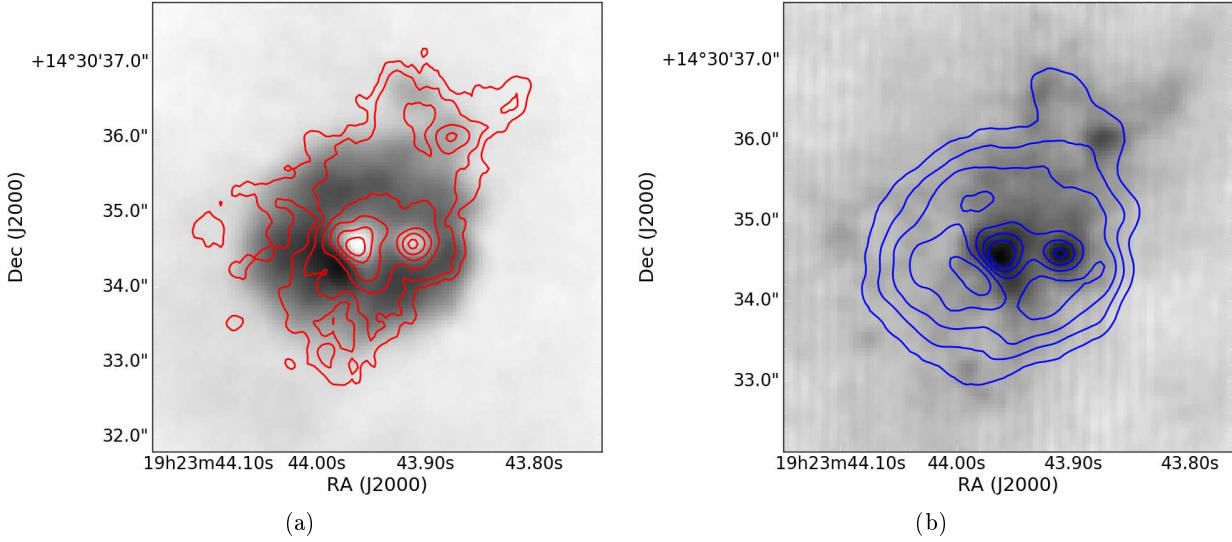 +14°30'37.0"
36.0"
35.0"
34.0"
33.0"
32.0"
Dec (J2000)
19h23m44.10s 44.00s 43.90s 43.80s
RA (J2000)
(a)
+14°30'37.0"
36.0"
35.0"
34.0"
33.0"
Dec (J2000)
19h23m44.10s 44.00s 43.90s 43.80s
RA (J2000)
(b)